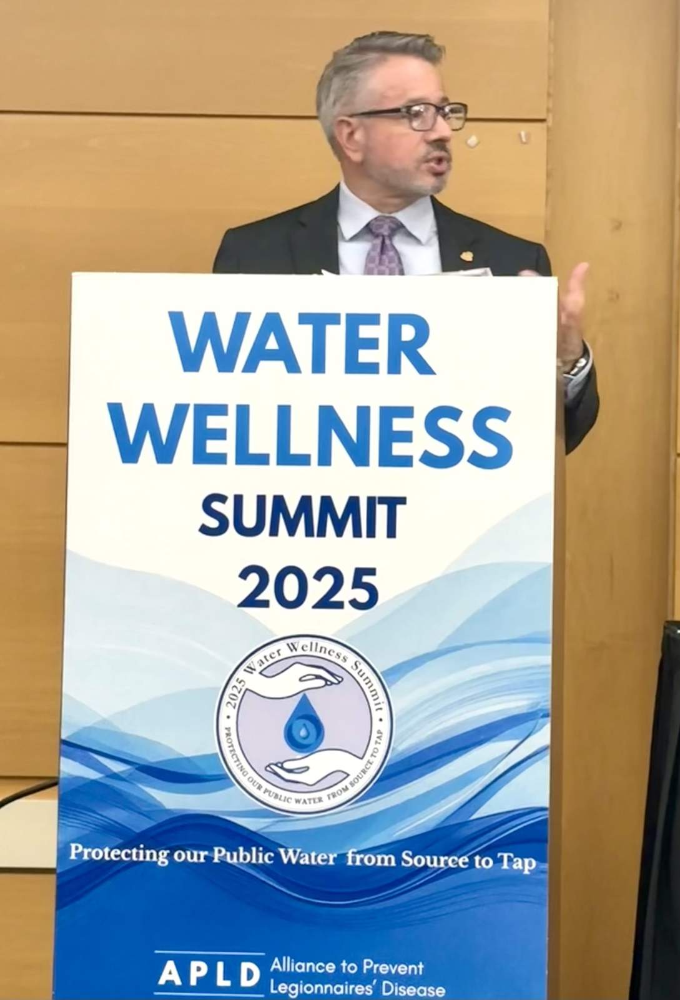 WATER
WELLNESS
SUMMIT
2025
• 2025 Water Wellness Summit •
PROTECTING OUR PUBLIC WATER FROM SOURCE TO TAP
Protecting our Public Water from Source to Tap
APLD
Alliance to Prevent
Legionnaires' Disease